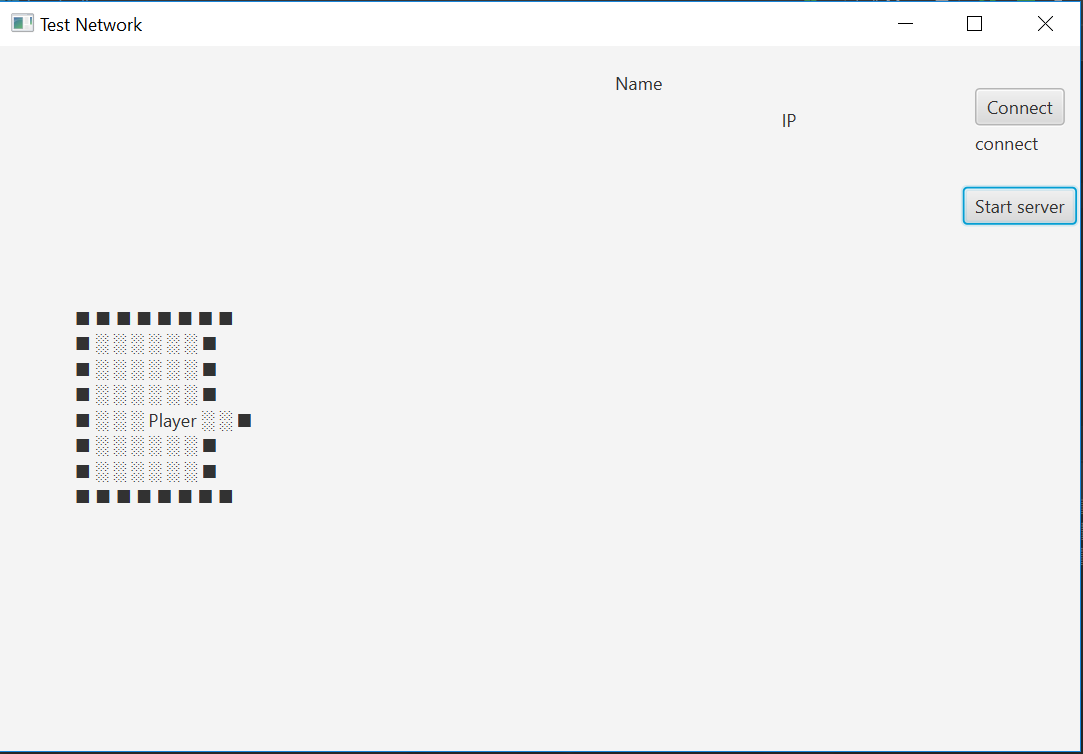 Test Network
Name
Connect
IP
connect
Start server
■ ■ ■ ■ ■ ■ ■ ■
■ ░ ░ ░ ░ ░ ░ ■
■ ░ ░ ░ ░ ░ ░ ■
■ ░ ░ ░ ░ ░ ░ ■
■ ░ ░ ░ Player ░ ░ ■
■ ░ ░ ░ ░ ░ ░ ■
■ ░ ░ ░ ░ ░ ░ ■
■ ■ ■ ■ ■ ■ ■ ■